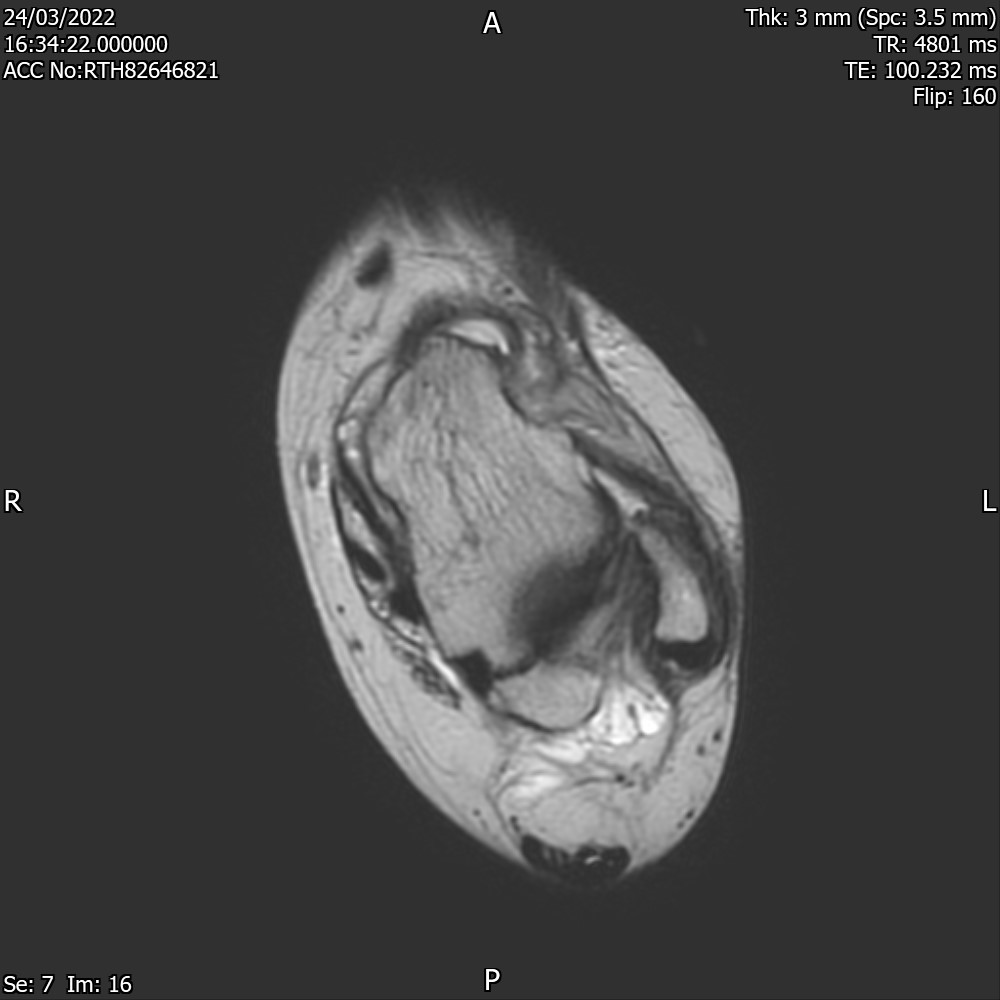 24/03/2022
16:34:22.000000
ACC No:RTH82646821
A
Thk: 3 mm (Spc: 3.5 mm)
TR: 4801 ms
TE: 100.232 ms
Flip: 160
R
L
Se: 7 Im: 16
P